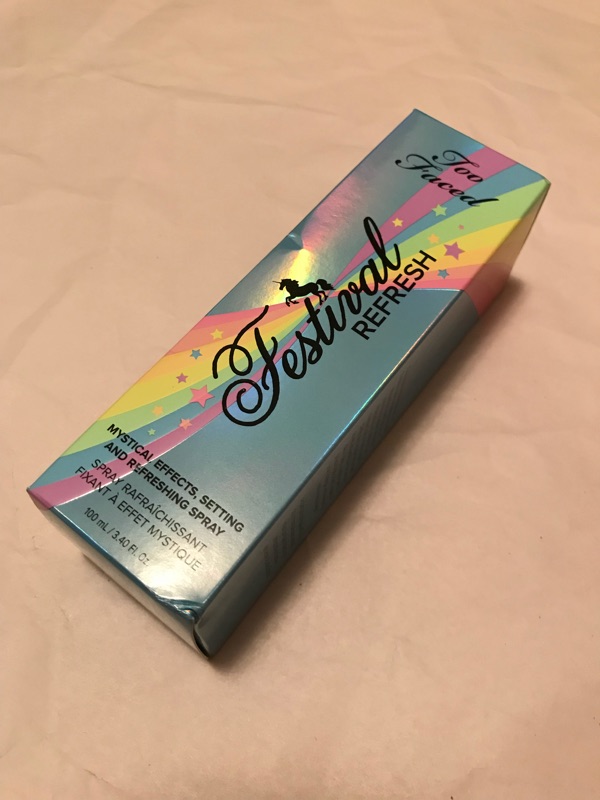 Too
Faced
Festival
REFRESH
MYSTICAL EFFECTS, SETTING
AND REFRESHING SPRAY
SPRAY RAFRAÎCHISSANT
FIXANT À EFFET MYSTIQUE
100 mL / 3.40 Fl. Oz.